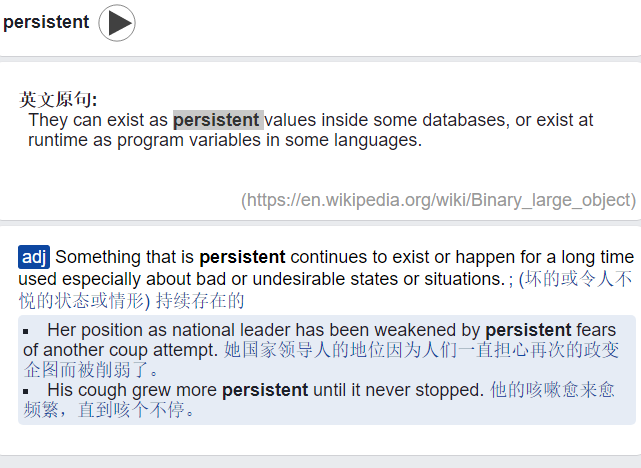 persistent
英文原句:
They can exist as persistent values inside some databases, or exist at
runtime as program variables in some languages.
(https://en.wikipedia.org/wiki/Binary_large_object)
adj Something that is persistent continues to exist or happen for a long time
used especially about bad or undesirable states or situations. ; (坏的或令人不
悦的状态或情形) 持续存在的
▪ Her position as national leader has been weakened by persistent fears
of another coup attempt. 她国家领导人的地位因为人们一直担心再次的政变
企图而被削弱了。
▪ His cough grew more persistent until it never stopped. 他的咳嗽愈来愈
频繁，直到咳个不停。